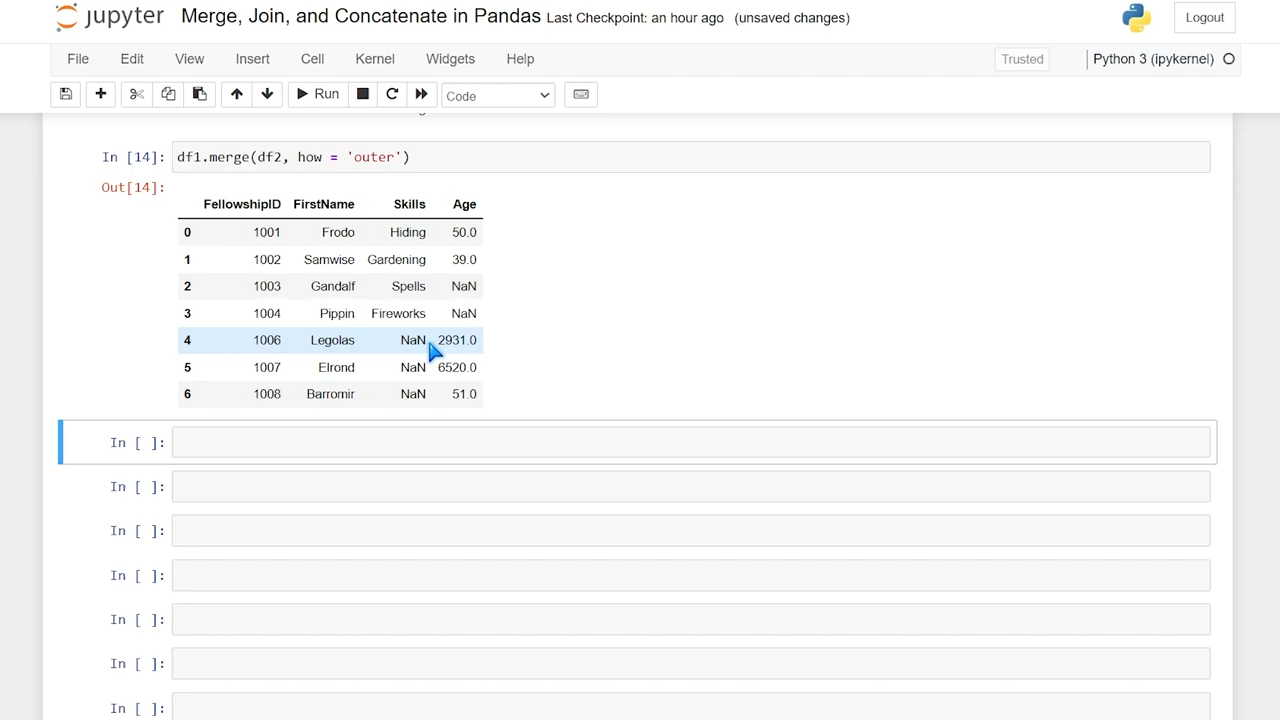 jupyter Merge, Join, and Concatenate in Pandas Last Checkpoint: an hour ago (unsaved changes) Logout
File Edit View Insert Cell Kernel Widgets Help Trusted Python 3 (ipykernel)
Run Code
In [14]: df1.merge(df2, how = 'outer')
Out[14]:
FellowshipID FirstName Skills Age
0 1001 Frodo Hiding 50.0
1 1002 Samwise Gardening 39.0
2 1003 Gandalf Spells NaN
3 1004 Pippin Fireworks NaN
4 1006 Legolas NaN 2931.0
5 1007 Elrond NaN 6520.0
6 1008 Barromir NaN 51.0
In [ ]:
In [ ]:
In [ ]:
In [ ]:
In [ ]:
In [ ]:
In [ ]: